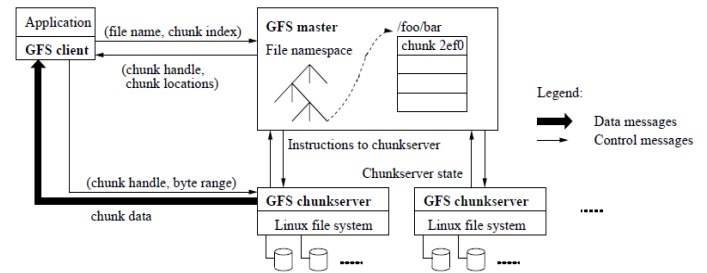 Application
GFS client
(file name, chunk index)
(chunk handle,
chunk locations)
GFS master
File namespace
/foo/bar
chunk 2ef0
Legend:
Data messages
Control messages
Instructions to chunkserver
Chunkserver state
(chunk handle, byte range)
chunk data
GFS chunkserver
Linux file system
GFS chunkserver
Linux file system